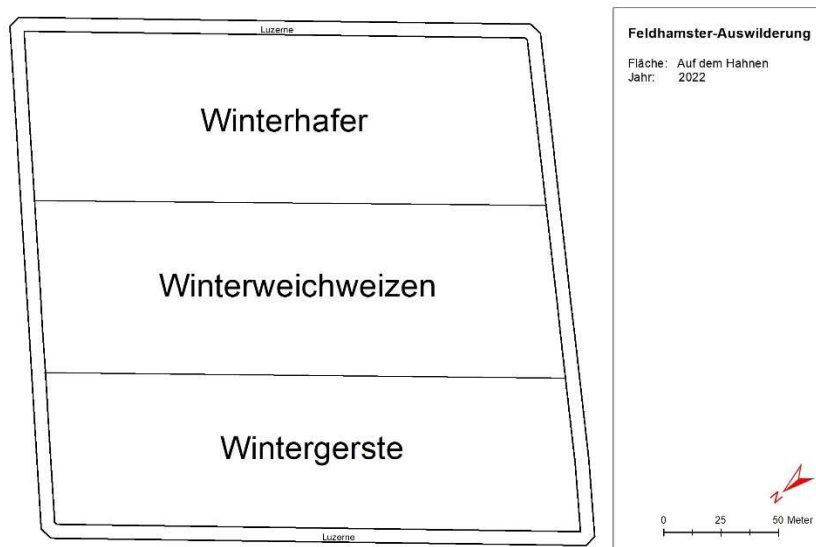 Luzerne
Winterhafer
Winterweichweizen
Wintergerste
Luzerne
Feldhamster-Auswilderung
Fläche: Auf dem Hahnen
Jahr: 2022
N
0 25 50 Meter